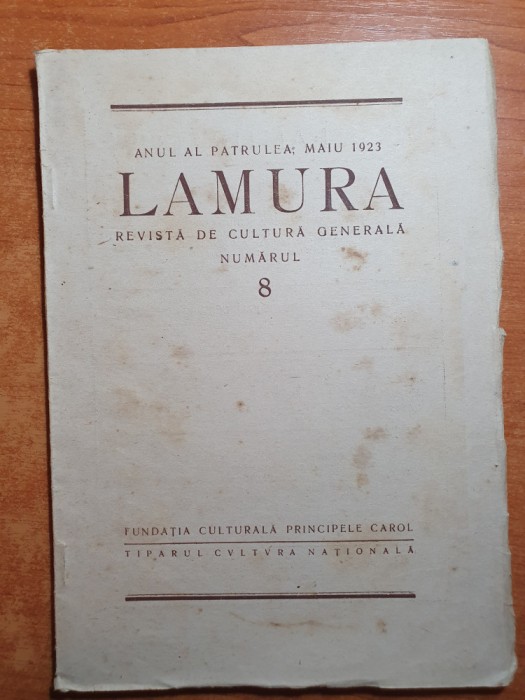 ANUL AL PATRULEA; MAIU 1923
LAMURA
REVISTĂ DE CULTURĂ GENERALĂ
NUMĂRUL
8
FUNDAȚIA CULTURALĂ PRINCIPELE CAROL
TIPARUL CVLTVRA NAȚIONALĂ